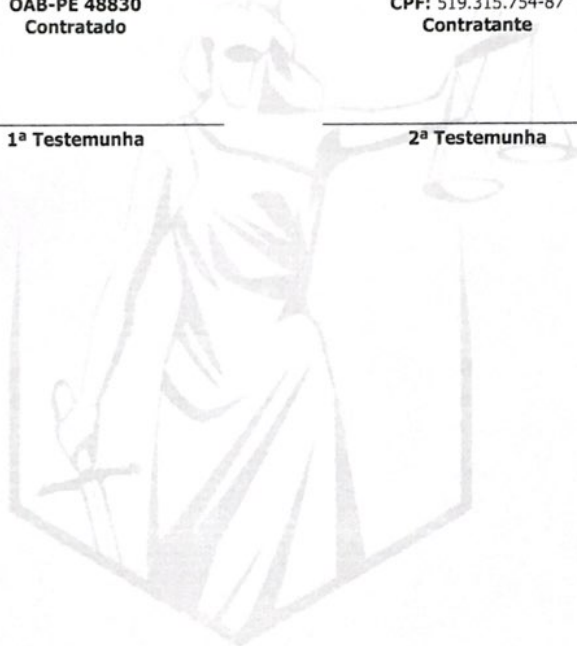 OAB-PE 48830
CPF: 519.315.754-87
Contratado
Contratante
1ª Testemunha
2ª Testemunha